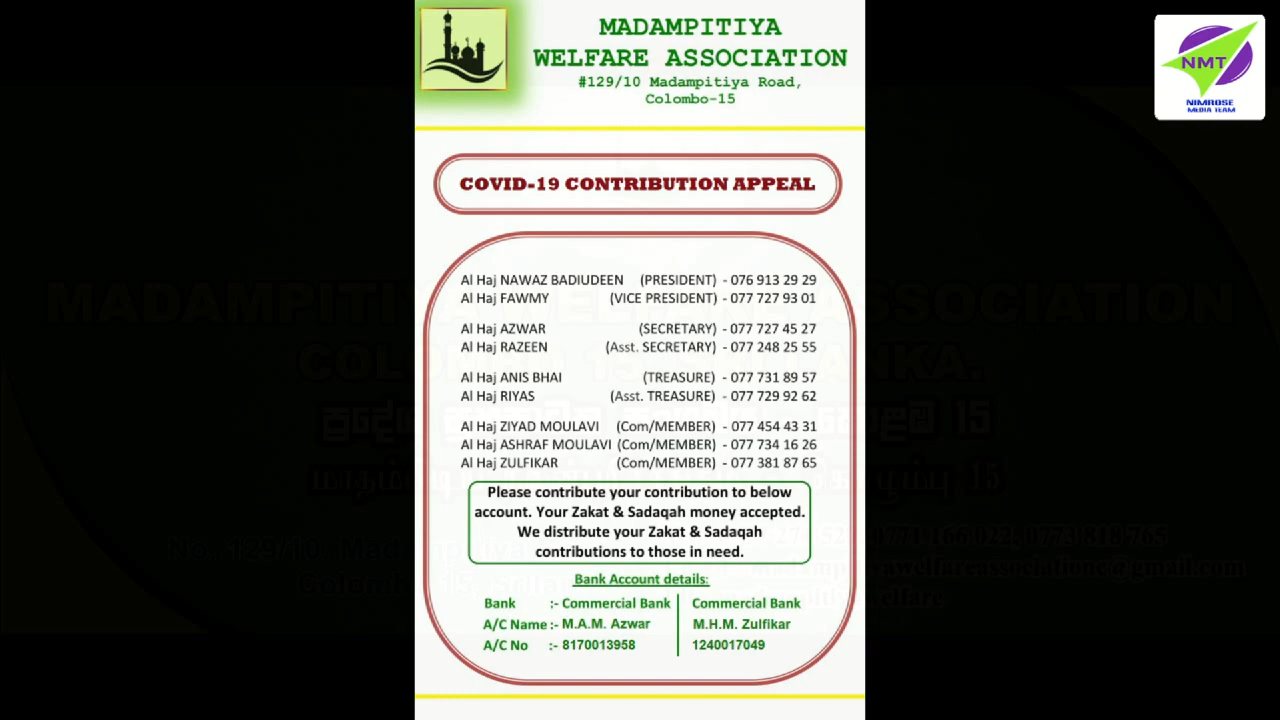 MADAMPITIYA
WELFARE ASSOCIATION
#129/10 Madampitiya Road,
Colombo-15
NMT
NIMROSE
MEDIA TEAM
COVID-19 CONTRIBUTION APPEAL
Al Haj NAWAZ BADIUDEEN (PRESIDENT) - 076 913 29 29
Al Haj FAWMY (VICE PRESIDENT) - 077 727 93 01
Al Haj AZWAR (SECRETARY) - 077 727 45 27
Al Haj RAZEEN (Asst. SECRETARY) - 077 248 25 55
Al Haj ANIS BHAI (TREASURE) - 077 731 89 57
Al Haj RIYAS (Asst. TREASURE) - 077 729 92 62
Al Haj ZIYAD MOULAVI (Com/MEMBER) - 077 454 43 31
Al Haj ASHRAF MOULAVI (Com/MEMBER) - 077 734 16 26
Al Haj ZULFIKAR (Com/MEMBER) - 077 381 87 65
Please contribute your contribution to below
account. Your Zakat & Sadaqah money accepted.
We distribute your Zakat & Sadaqah
contributions to those in need.
Bank Account details:
Bank :- Commercial Bank Commercial Bank
A/C Name :- M.A.M. Azwar M.H.M. Zulfikar
A/C No :- 8170013958 1240017049